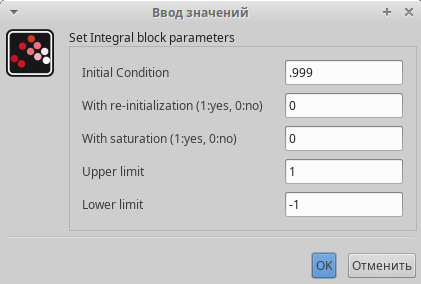 Ввод значений
Set Integral block parameters
Initial Condition .999
With re-initialization (1:yes, 0:no) 0
With saturation (1:yes, 0:no) 0
Upper limit 1
Lower limit -1
OK Отменить